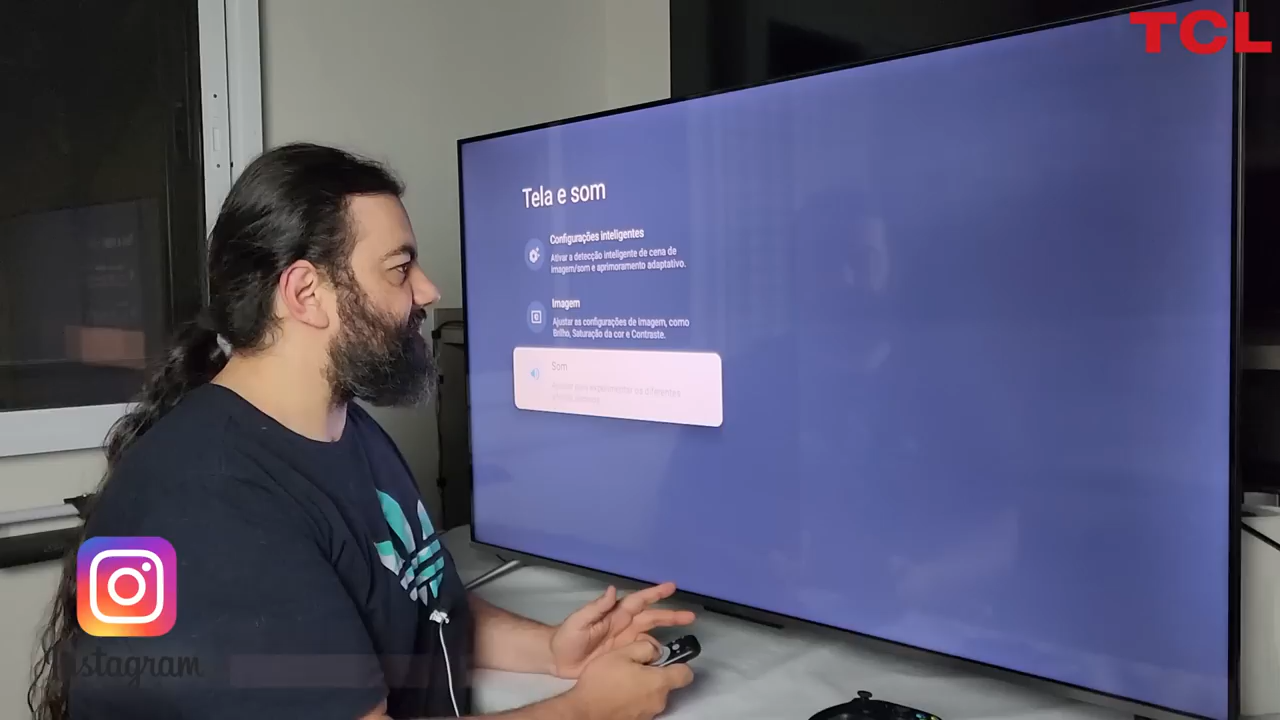 TCL
Tela e som
Configurações inteligentes
Ativar a detecção inteligente de cena de
imagem/som e aprimoramento adaptativo.
Imagem
Ajustar as configurações de imagem, como
Brilho, Saturação da cor e Contraste.
Som
Instagram